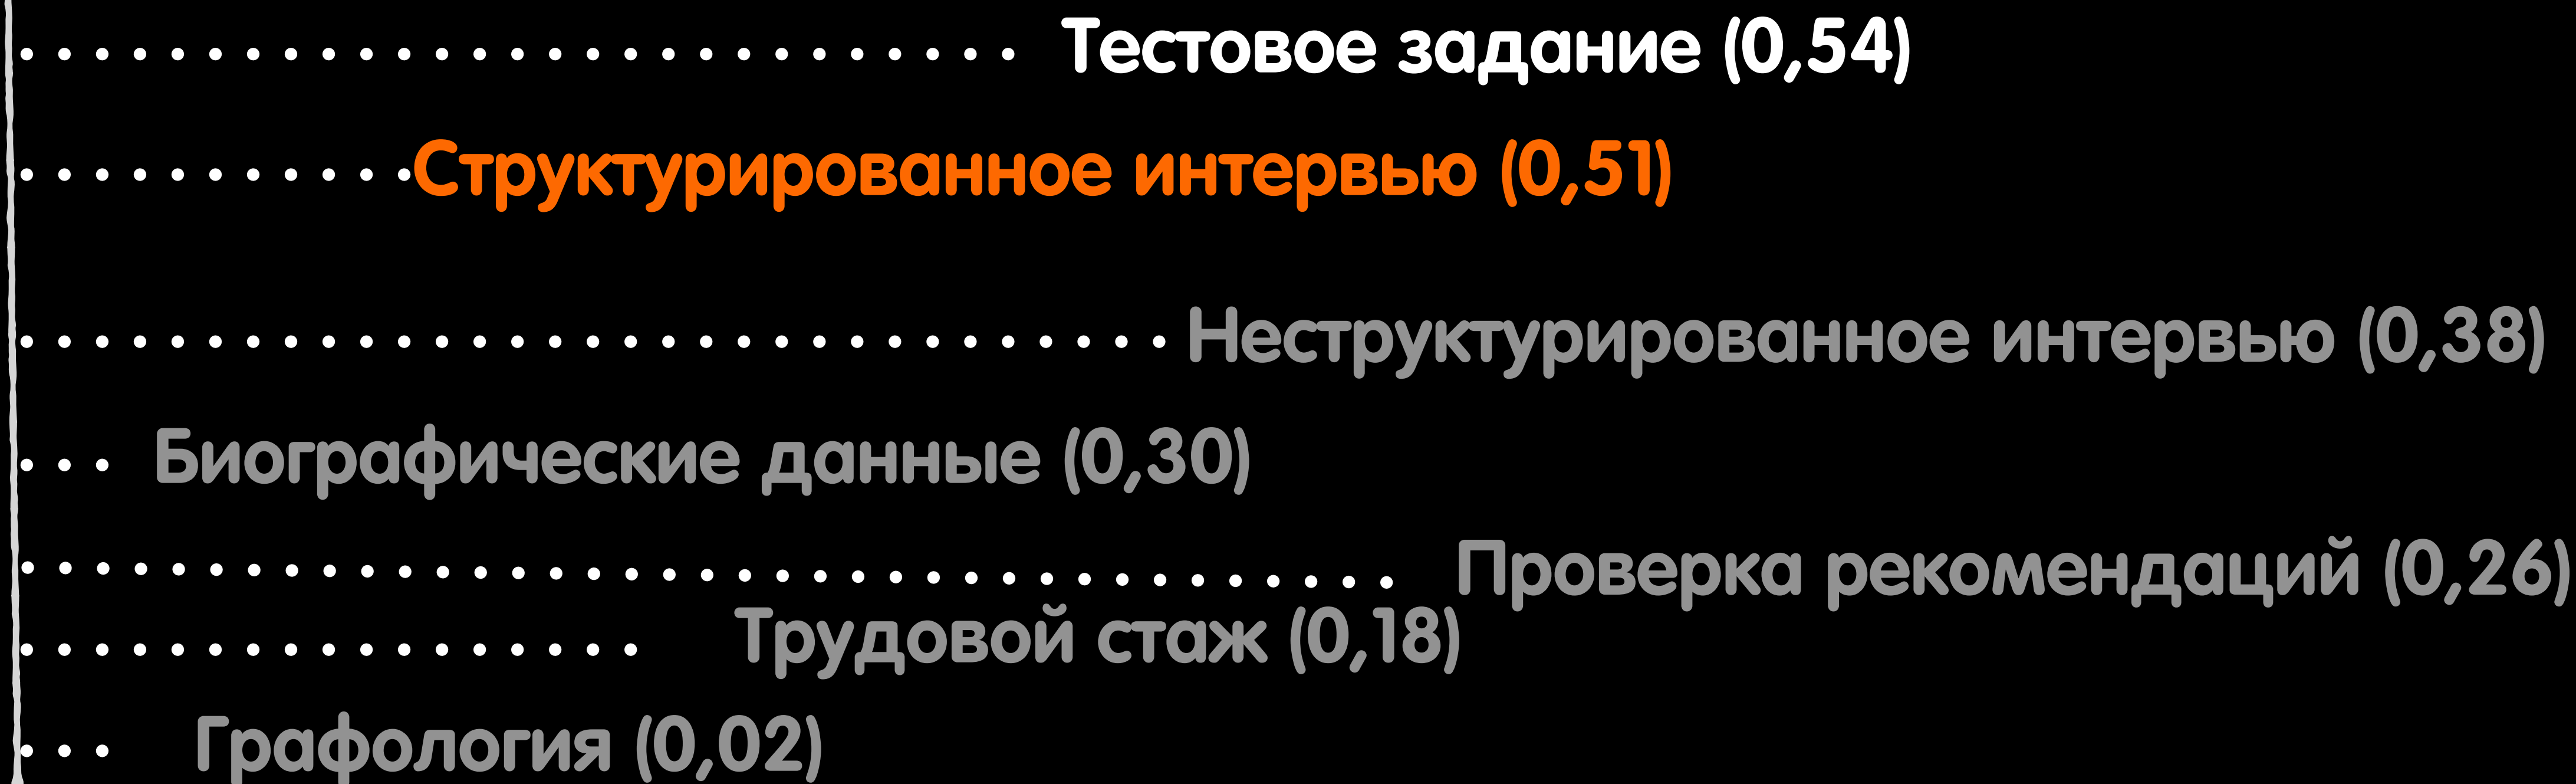 Тестовое задание (0,54)
Структурированное интервью (0,51)
Неструктурированное интервью (0,38)
Биографические данные (0,30)
Проверка рекомендаций (0,26)
Трудовой стаж (0,18)
Графология (0,02)